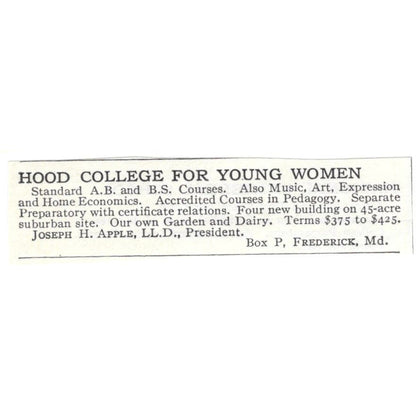 HOOD COLLEGE FOR YOUNG WOMEN
Standard A.B. and B.S. Courses. Also Music, Art, Expression
and Home Economics. Accredited Courses in Pedagogy. Separate
Preparatory with certificate relations. Four new building on 45-acre
suburban site. Our own Garden and Dairy. Terms $375 to $425.
JOSEPH H. APPLE, LL.D., President.
Box P, FREDERICK, Md.